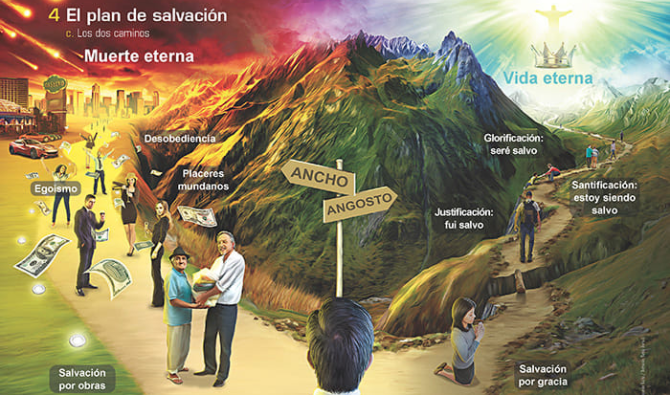 4 El plan de salvación
c. Los dos caminos
Muerte eterna
Vida eterna
Desobediencia
Glorificación:
seré salvo
Placeres
mundanos
ANCHO
Egoismo
Santificación:
estoy siendo
salvo
ANGOSTO
Justificación:
fui salvo
Salvación
por obras
Salvación
por gracia